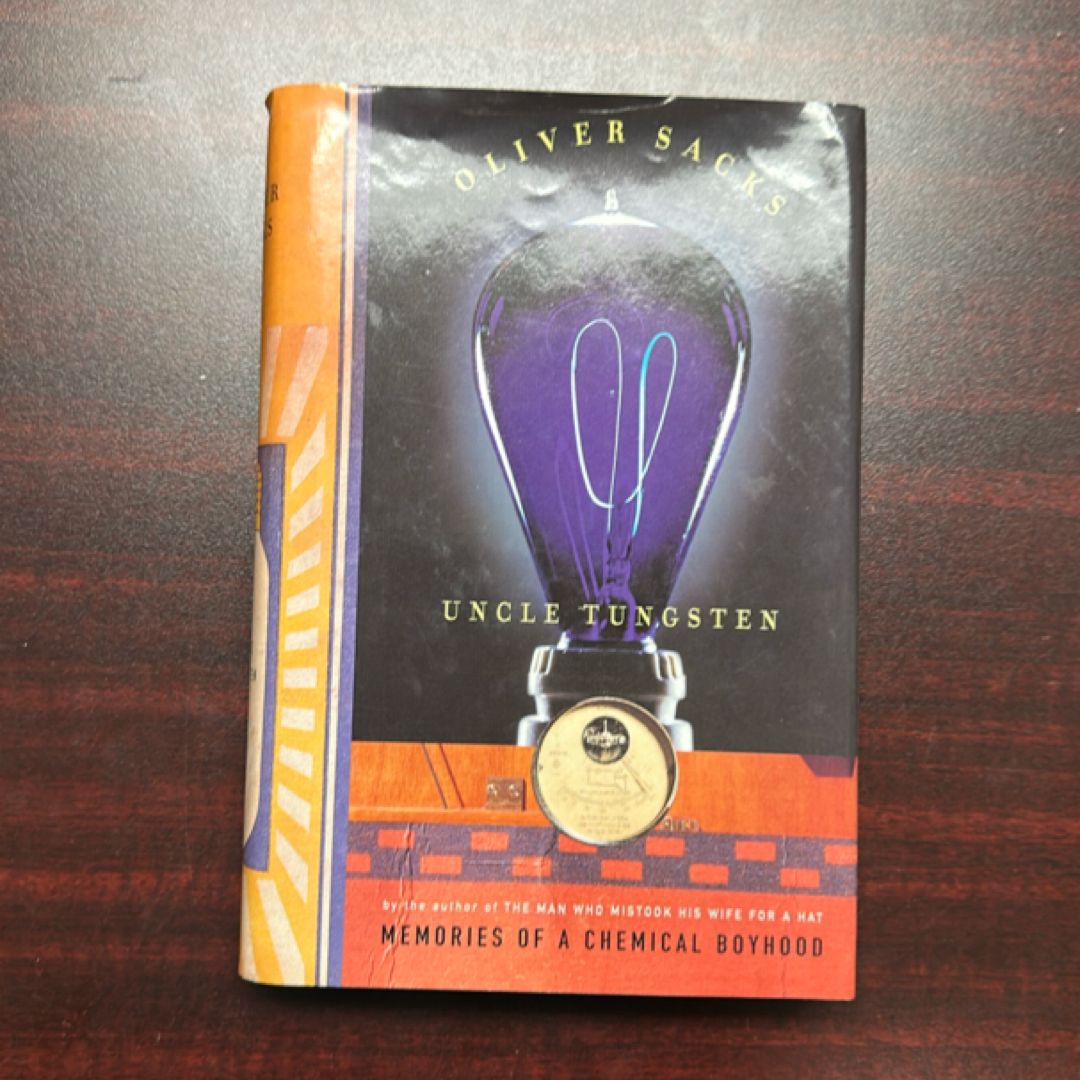 OLIVER SACKS
UNCLE TUNGSTEN
by the author of THE MAN WHO MISTOOK HIS WIFE FOR A HAT
MEMORIES OF A CHEMICAL BOYHOOD